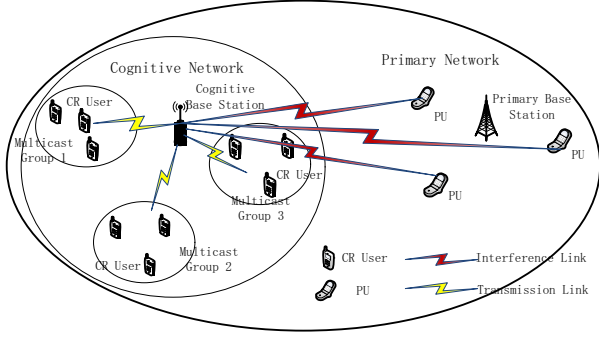 Primary Network
Cognitive Network
Cognitive
Base Station
CR User
Primary Base
Station
PU
PU
Multicast
Group 1
CR User
PU
Multicast
Group 3
Multicast
Group 2
CR User
CR User
Interference Link
PU
Transmission Link